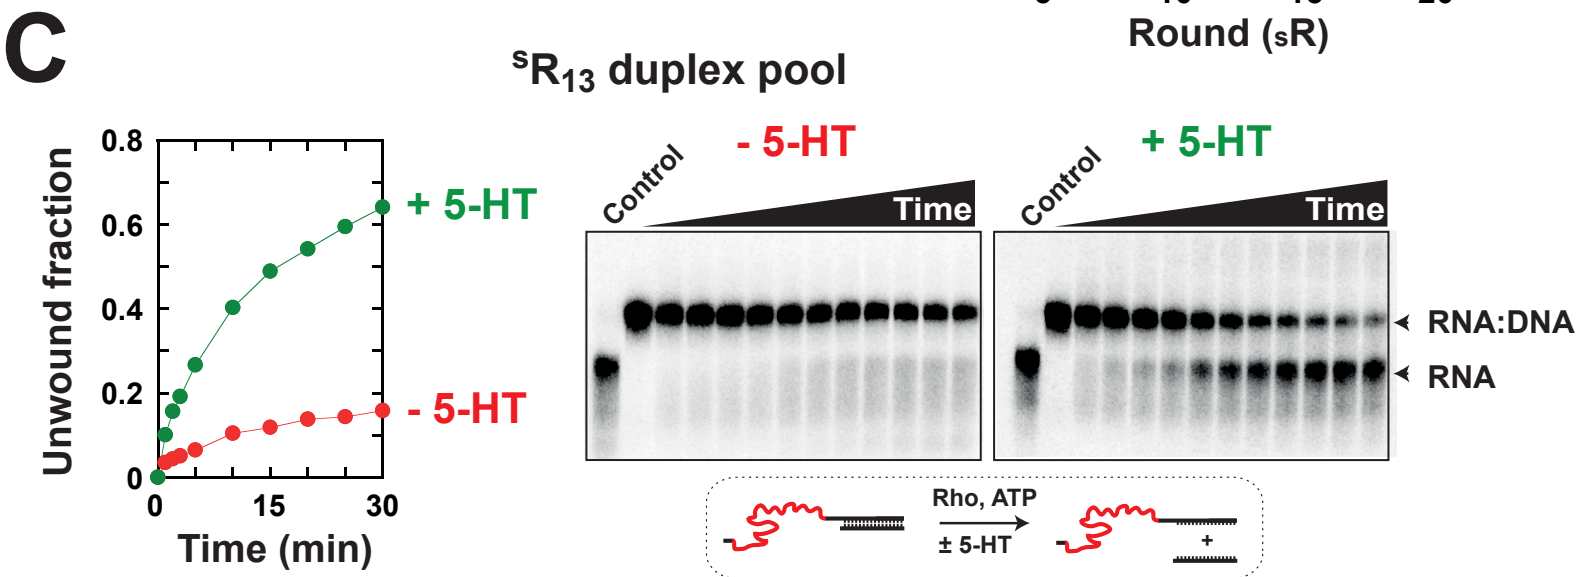 C
Round (sR)
sR13 duplex pool
Unwound fraction
0.8
0.6
0.4
0.2
0
0
15
30
Time (min)
+ 5-HT
- 5-HT
Control
- 5-HT
Time
Control
+ 5-HT
Time
RNA:DNA
RNA
Rho, ATP
± 5-HT
+